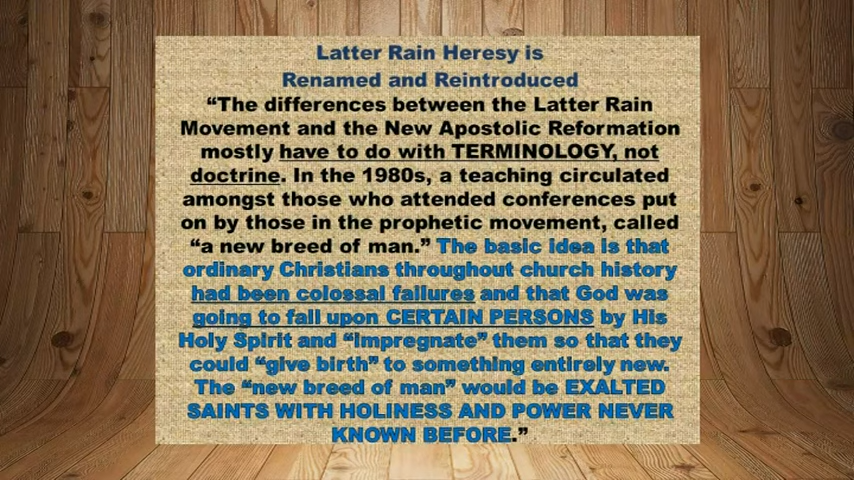 Latter Rain Heresy is
Renamed and Reintroduced
“The differences between the Latter Rain
Movement and the New Apostolic Reformation
mostly have to do with TERMINOLOGY, not
doctrine. In the 1980s, a teaching circulated
amongst those who attended conferences put
on by those in the prophetic movement, called
“a new breed of man.” The basic idea is that
ordinary Christians throughout church history
had been colossal failures and that God was
going to fall upon CERTAIN PERSONS by His
Holy Spirit and “impregnate” them so that they
could “give birth” to something entirely new.
The “new breed of man” would be EXALTED
SAINTS WITH HOLINESS AND POWER NEVER
KNOWN BEFORE.”